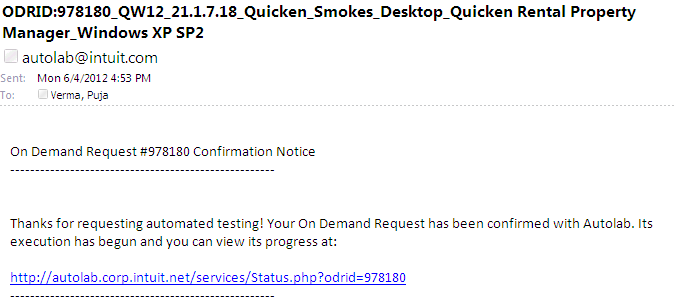 ODRID:978180_QW12_21.1.7.18_Quicken_Smokes_Desktop_Quicken Rental Property
Manager_Windows XP SP2
autolab@intuit.com
Sent: Mon 6/4/2012 4:53 PM
To: Verma, Puja
On Demand Request #978180 Confirmation Notice
-----------------------------------------------------
Thanks for requesting automated testing! Your On Demand Request has been confirmed with Autolab. Its
execution has begun and you can view its progress at:
http://autolab.corp.intuit.net/services/Status.php?odrid=978180
-----------------------------------------------------